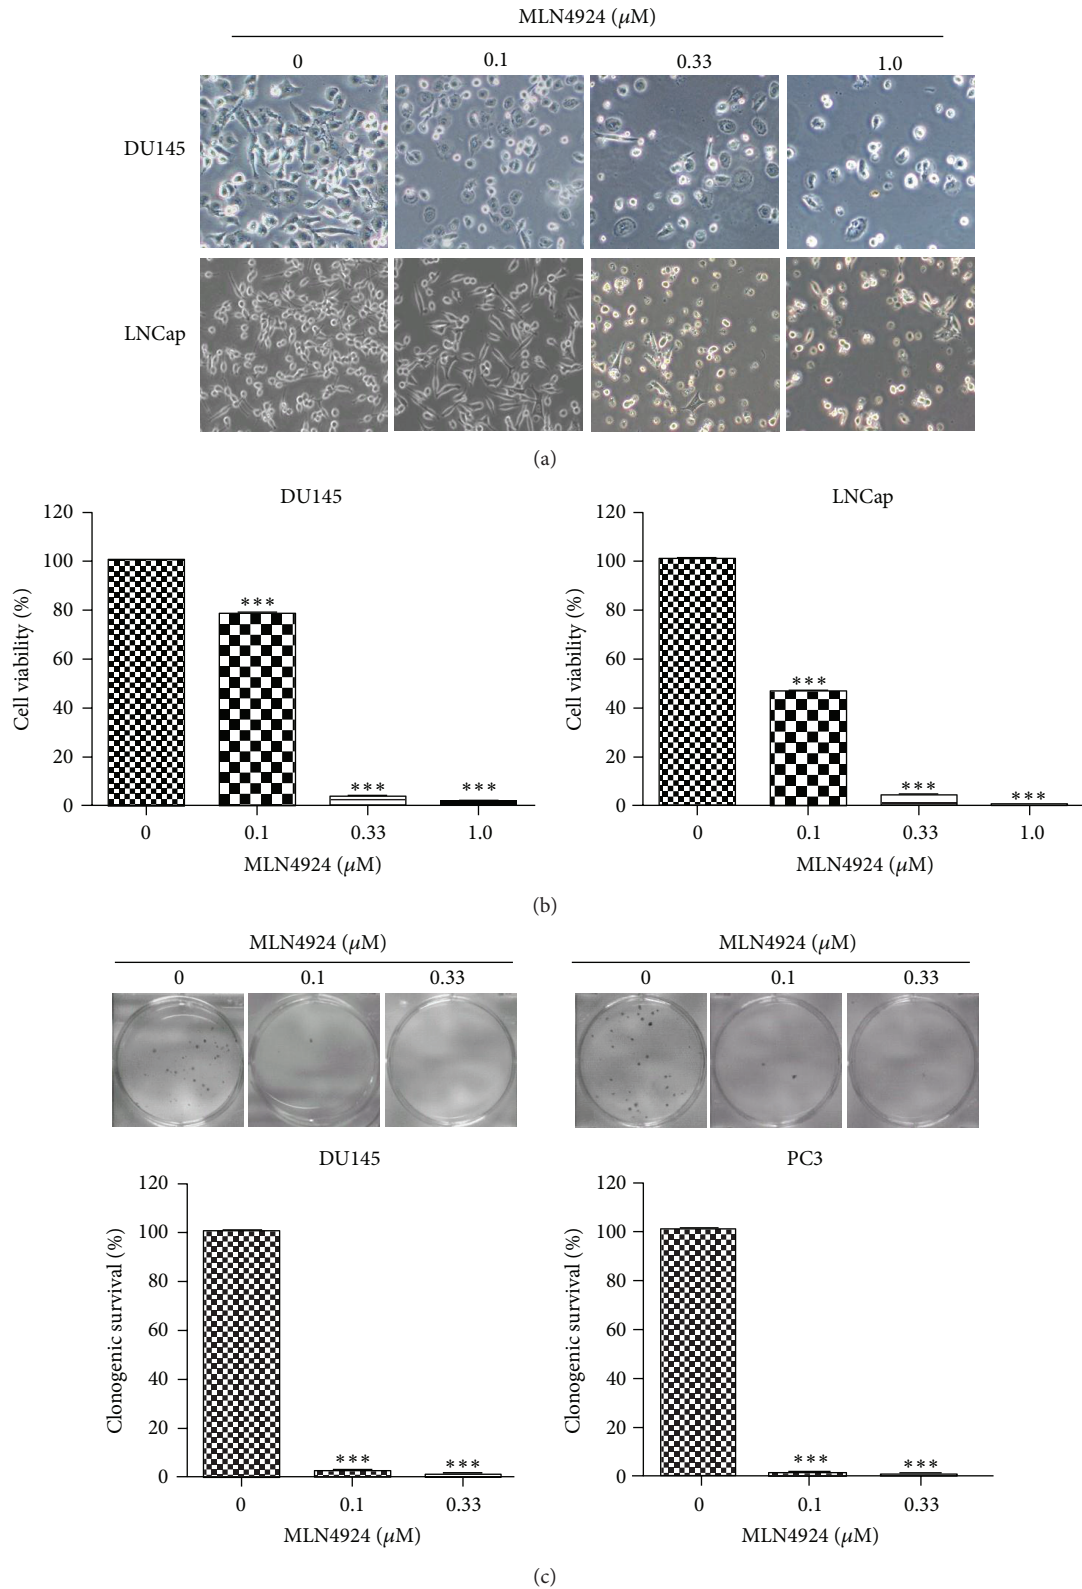 MLN4924 (μM)
0 0.1 0.33 1.0
DU145
LNCap
(a)
DU145
120
100
80
60
40
20
0
Cell viability (%)
***
***
***
0 0.1 0.33 1.0
MLN4924 (μM)
LNCap
120
100
80
60
40
20
0
Cell viability (%)
***
***
***
0 0.1 0.33 1.0
MLN4924 (μM)
(b)
MLN4924 (μM)
0 0.1 0.33
MLN4924 (μM)
0 0.1 0.33
DU145
120
100
80
60
40
20
0
Clonogenic survival (%)
***
***
0 0.1 0.33
MLN4924 (μM)
PC3
120
100
80
60
40
20
0
Clonogenic survival (%)
***
***
0 0.1 0.33
MLN4924 (μM)
(c)